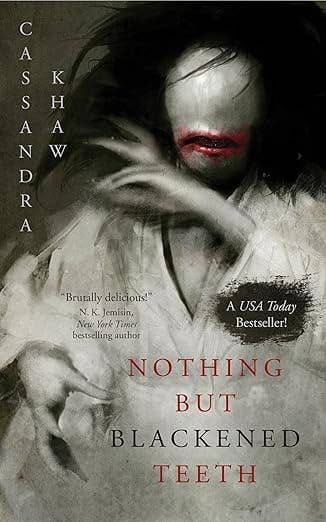 CASSANDRA
KHAW
"Brutally delicious!"
N. K. Jemisin,
New York Times
bestselling author
A USA Today
Bestseller!
NOTHING
BUT
BLACKENED
TEETH